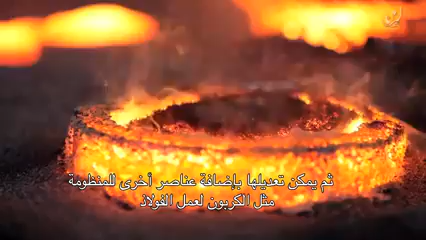 ثم يمكن تعديلها بإضافة عناصر أخرى للمنظومة
مثل الكربون لعمل الفولاذ